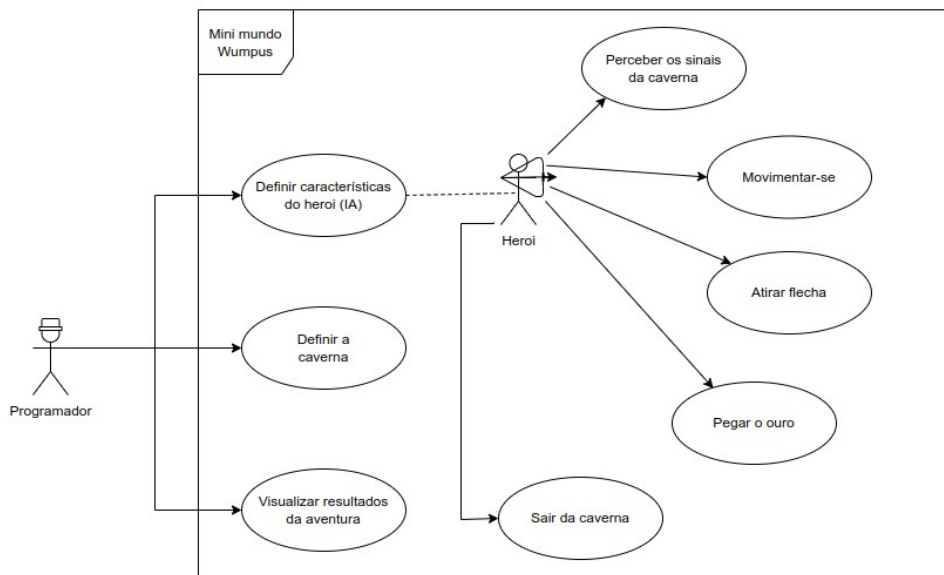 Mini mundo
Wumpus
Perceber os sinais
da caverna
Definir características
do heroi (IA)
Movimentar-se
Heroi
Atirar flecha
Definir a
caverna
Programador
Pegar o ouro
Visualizar resultados
da aventura
Sair da caverna